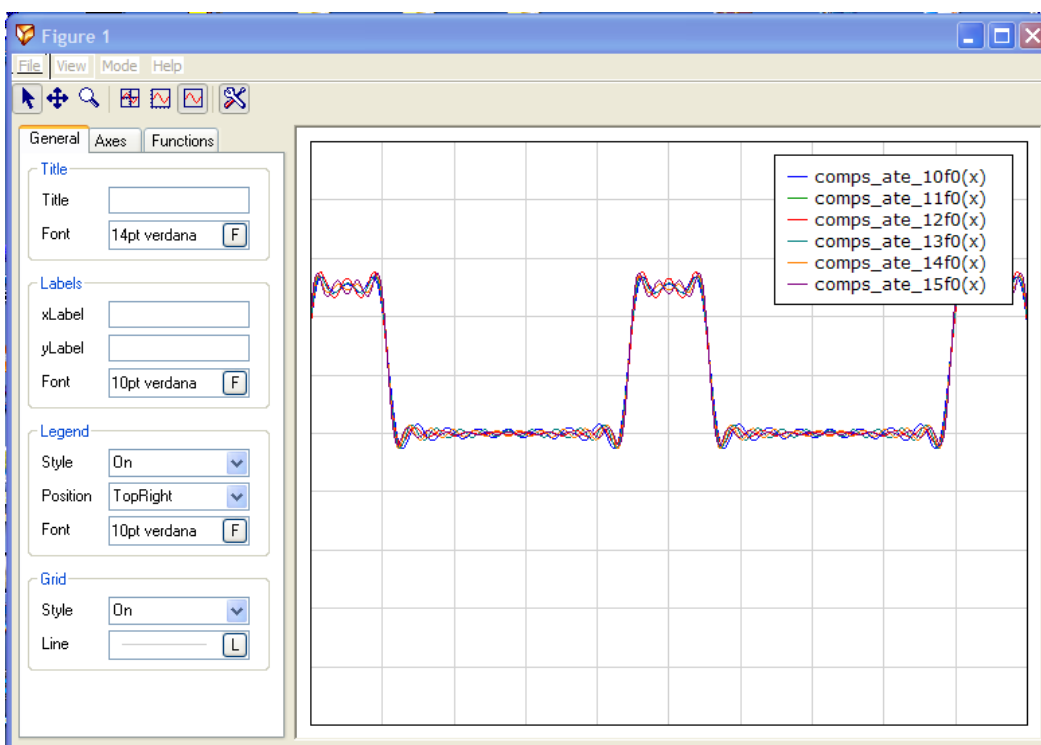 Figure 1
File View Mode Help
General Axes Functions
Title
Title
Font 14pt verdana F
Labels
xLabel
yLabel
Font 10pt verdana F
Legend
Style On
Position TopRight
Font 10pt verdana F
Grid
Style On
Line L
comps_ate_10f0(x)
comps_ate_11f0(x)
comps_ate_12f0(x)
comps_ate_13f0(x)
comps_ate_14f0(x)
comps_ate_15f0(x)